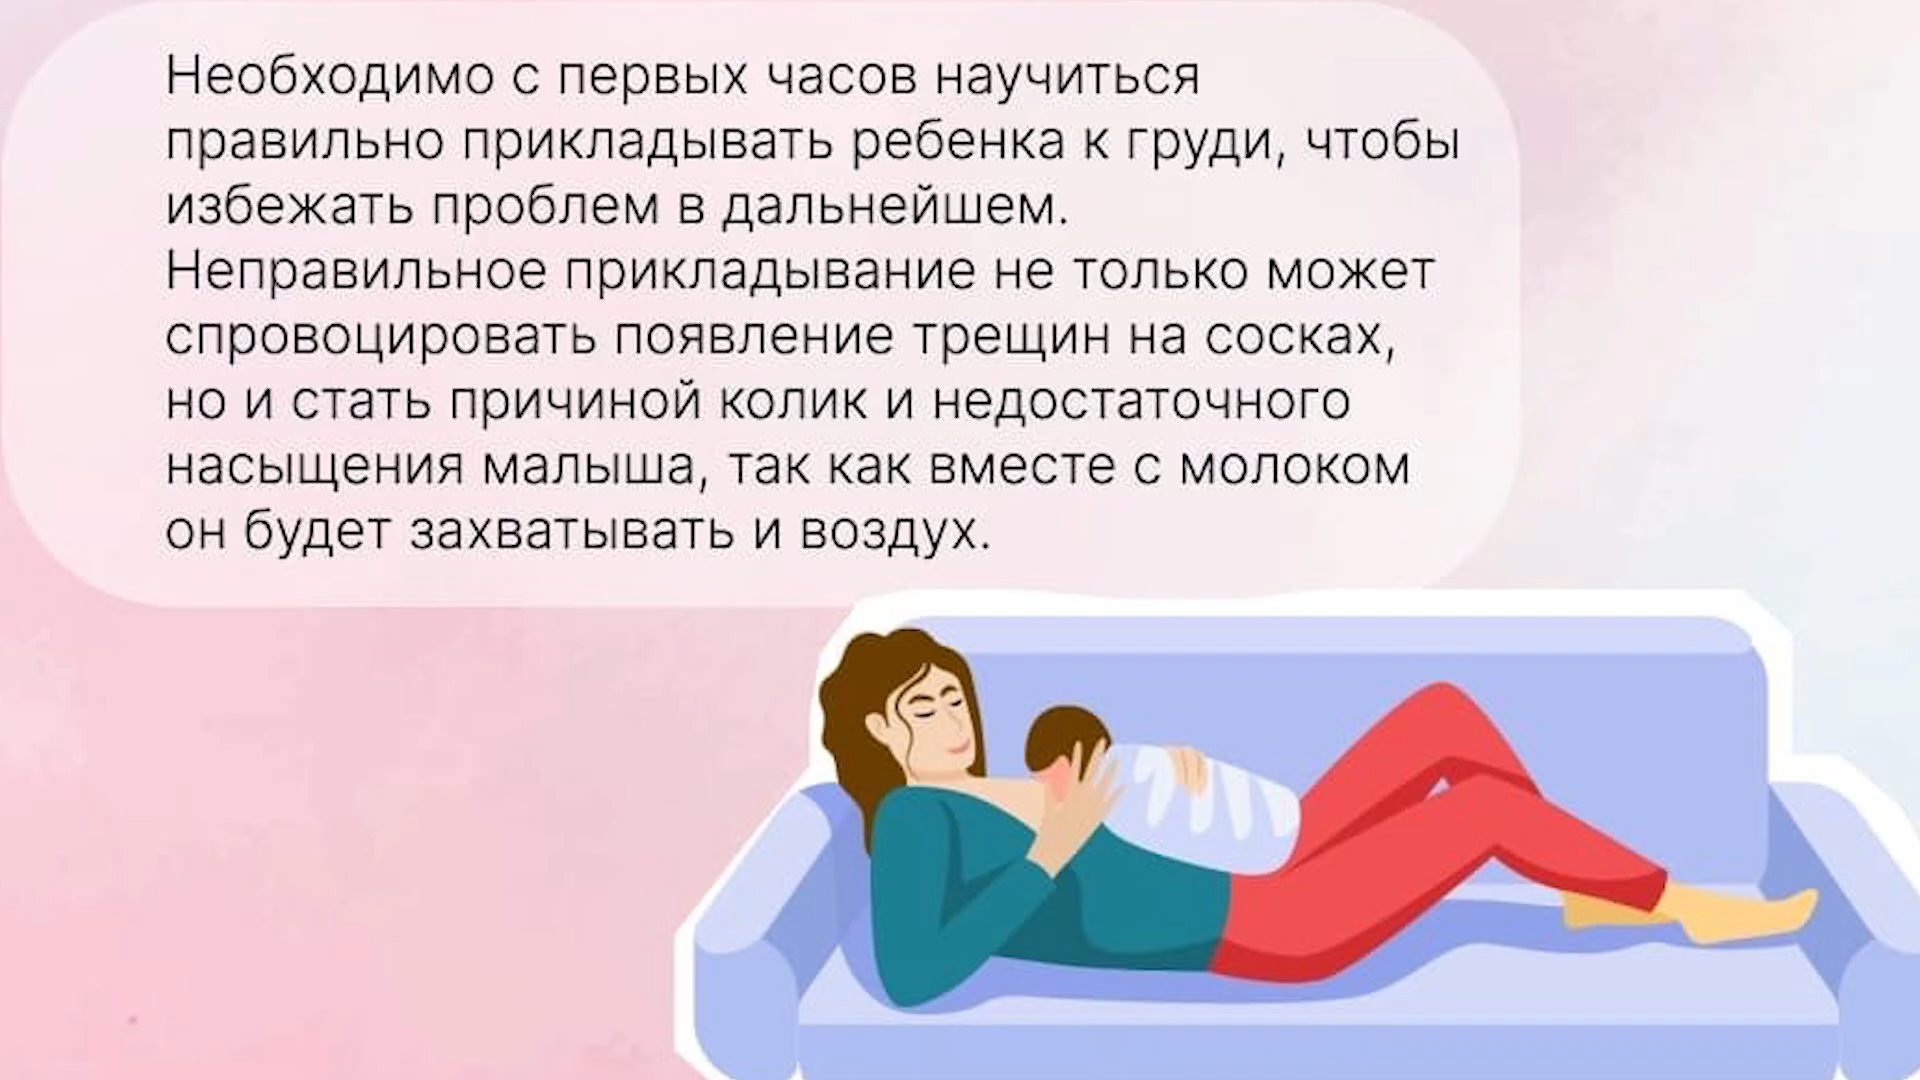 Необходимо с первых часов научиться
правильно прикладывать ребенка к груди, чтобы
избежать проблем в дальнейшем.
Неправильное прикладывание не только может
спровоцировать появление трещин на сосках,
но и стать причиной колик и недостаточного
насыщения малыша, так как вместе с молоком
он будет захватывать и воздух.